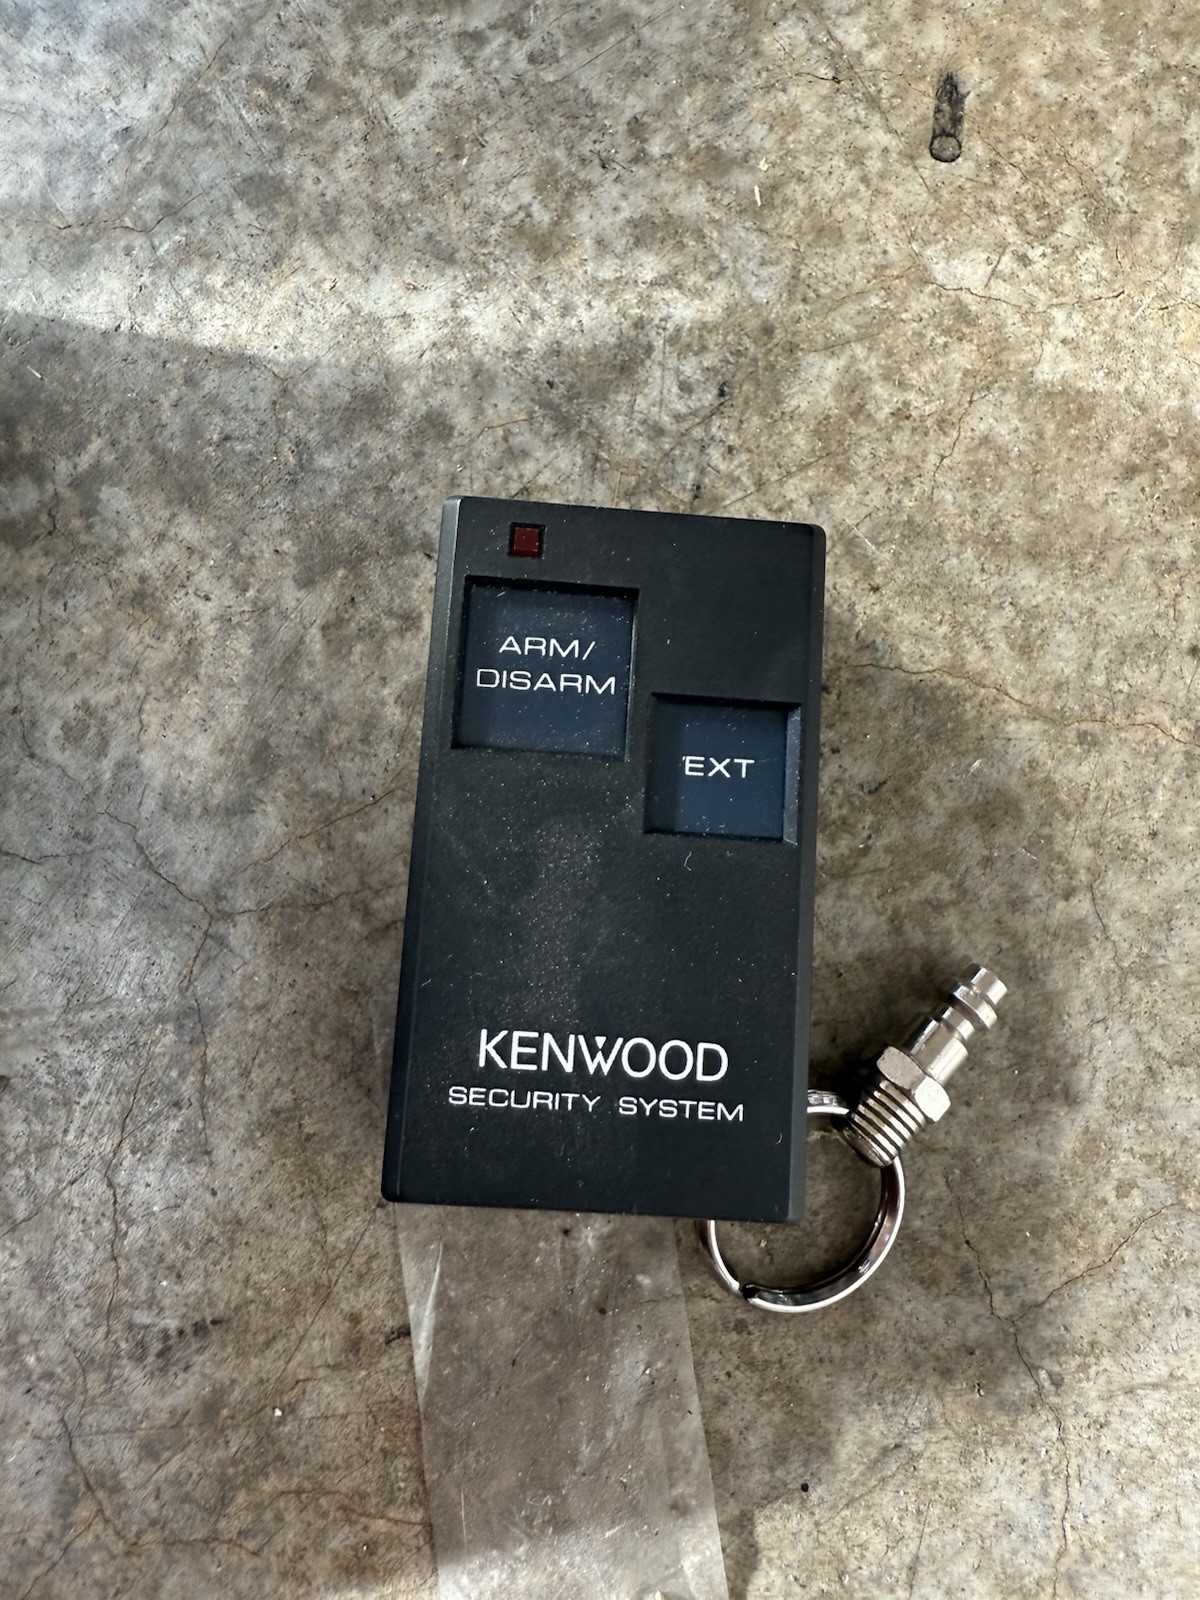 ARM/
DISARM
EXT
KENWOOD
SECURITY SYSTEM